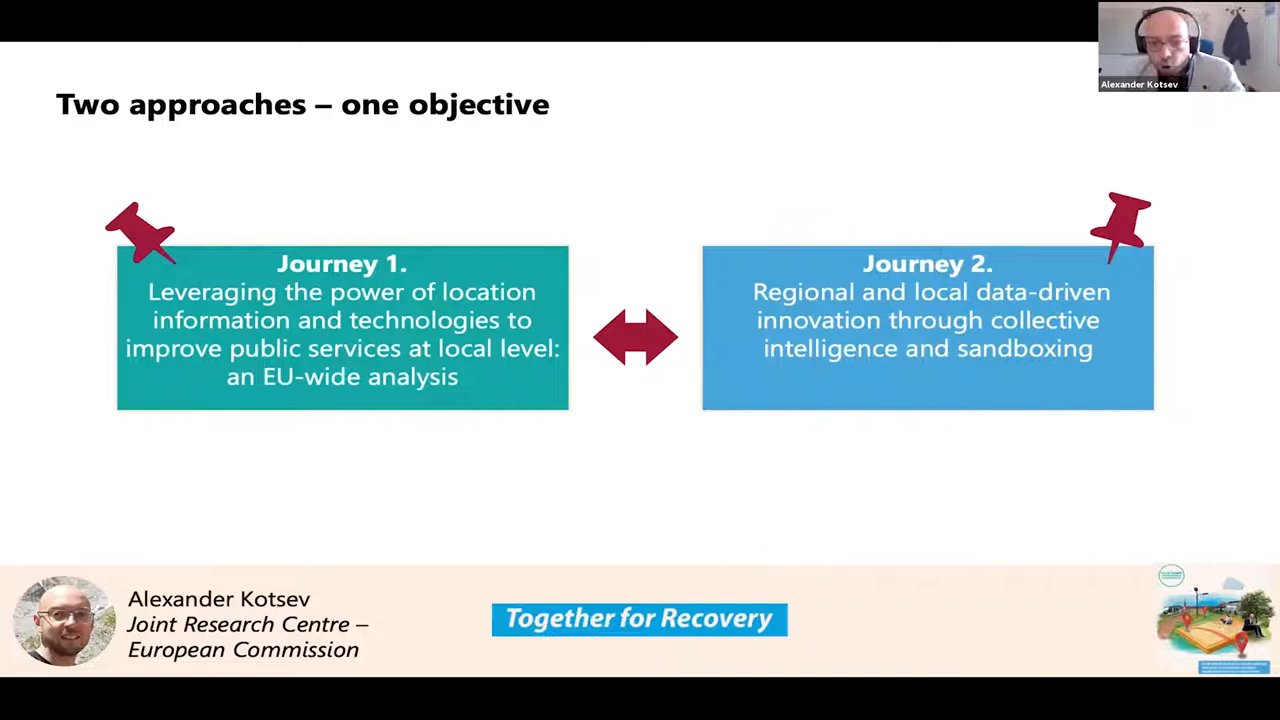 Alexander Kotsev
Two approaches – one objective
Journey 1.
Leveraging the power of location
information and technologies to
improve public services at local level:
an EU-wide analysis
Journey 2.
Regional and local data-driven
innovation through collective
intelligence and sandboxing
Alexander Kotsev
Joint Research Centre –
European Commission
Together for Recovery